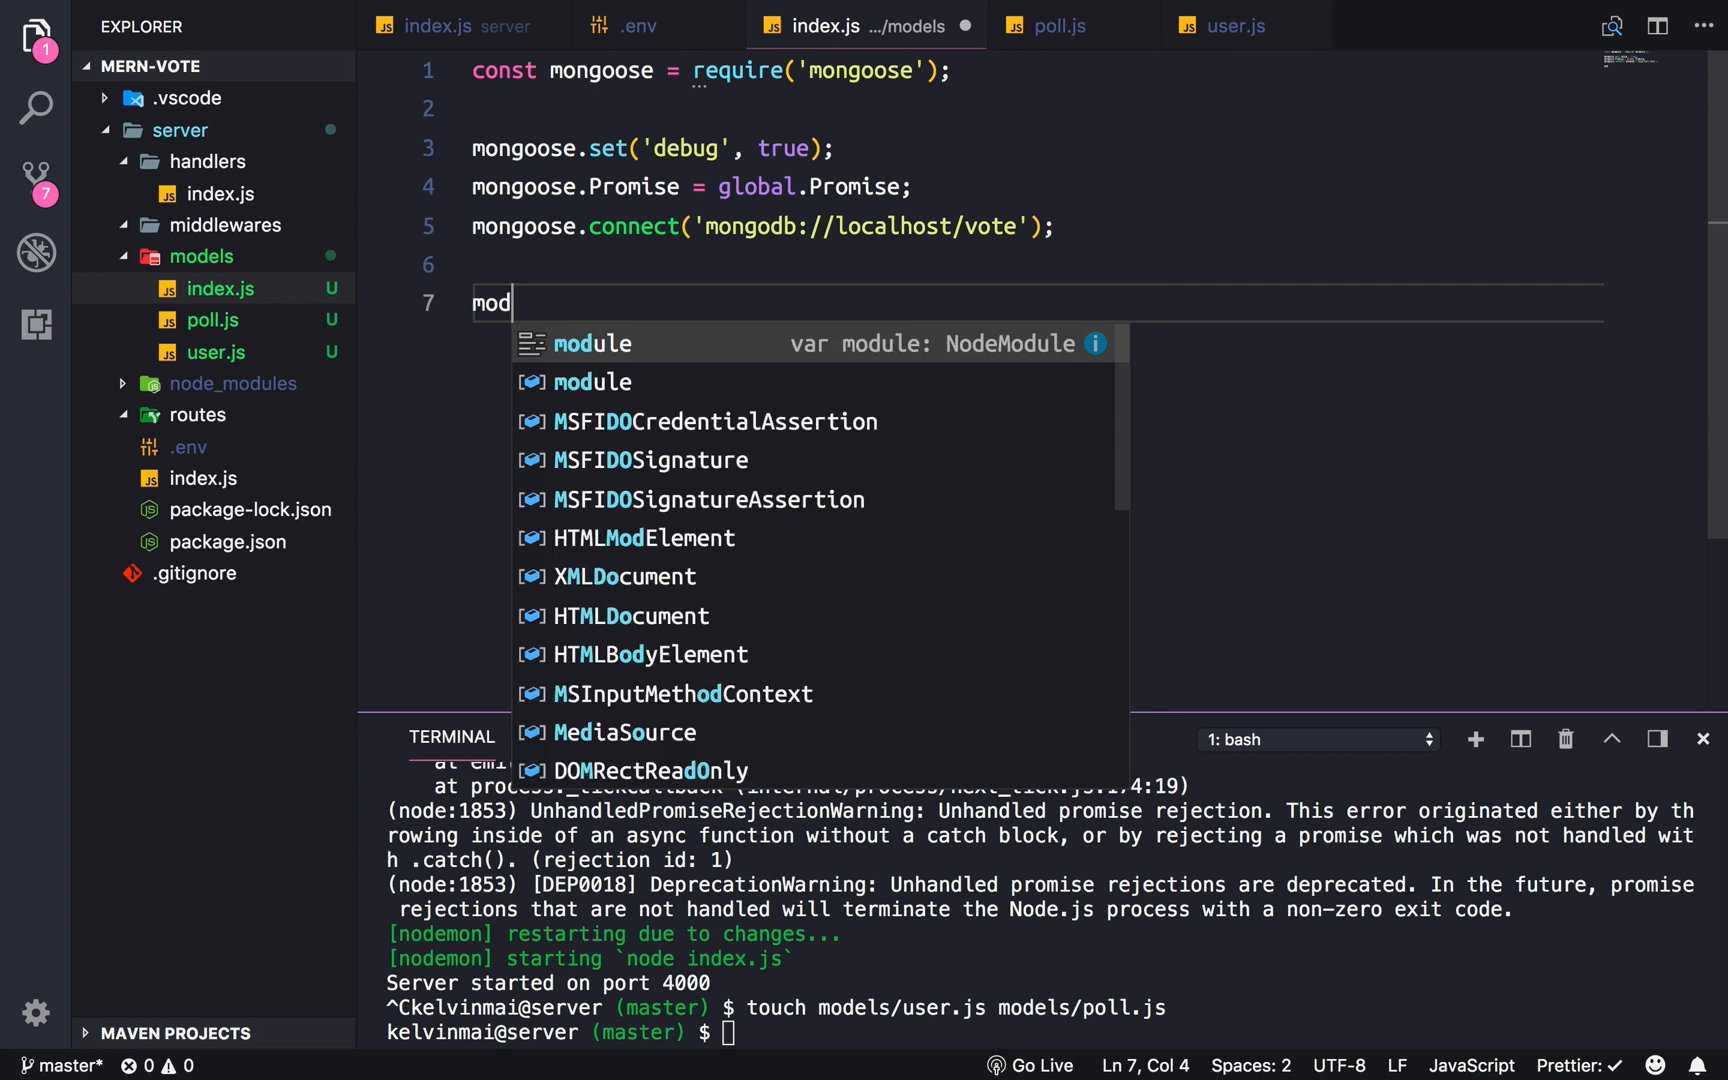 EXPLORER
MERN-VOTE
.vscode
server
handlers
index.js
middlewares
models
index.js U
poll.js U
user.js U
node_modules
routes
.env
index.js
package-lock.json
package.json
.gitignore
MAVEN PROJECTS
1
7
index.js server
.env
index.js .../models
poll.js
user.js
1 const mongoose = require('mongoose');
2
3 mongoose.set('debug', true);
4 mongoose.Promise = global.Promise;
5 mongoose.connect('mongodb://localhost/vote');
6
7 mod
module var module: NodeModule
module
MSFIDOCredentialAssertion
MSFIDOSignature
MSFIDOSignatureAssertion
HTMLModElement
XMLDocument
HTMLDocument
HTMLBodyElement
MSInputMethodContext
MediaSource
DOMRectReadOnly
TERMINAL
1: bash
(node:1853) UnhandledPromiseRejectionWarning: Unhandled promise rejection. This error originated either by th
rowing inside of an async function without a catch block, or by rejecting a promise which was not handled wit
h .catch(). (rejection id: 1)
(node:1853) [DEP0018] DeprecationWarning: Unhandled promise rejections are deprecated. In the future, promise
rejections that are not handled will terminate the Node.js process with a non-zero exit code.
[nodemon] restarting due to changes...
[nodemon] starting `node index.js`
Server started on port 4000
^Ckelvinmai@server (master) $ touch models/user.js models/poll.js
kelvinmai@server (master) $
master* 0 0
Go Live
Ln 7, Col 4
Spaces: 2
UTF-8
LF
JavaScript
Prettier: ✓